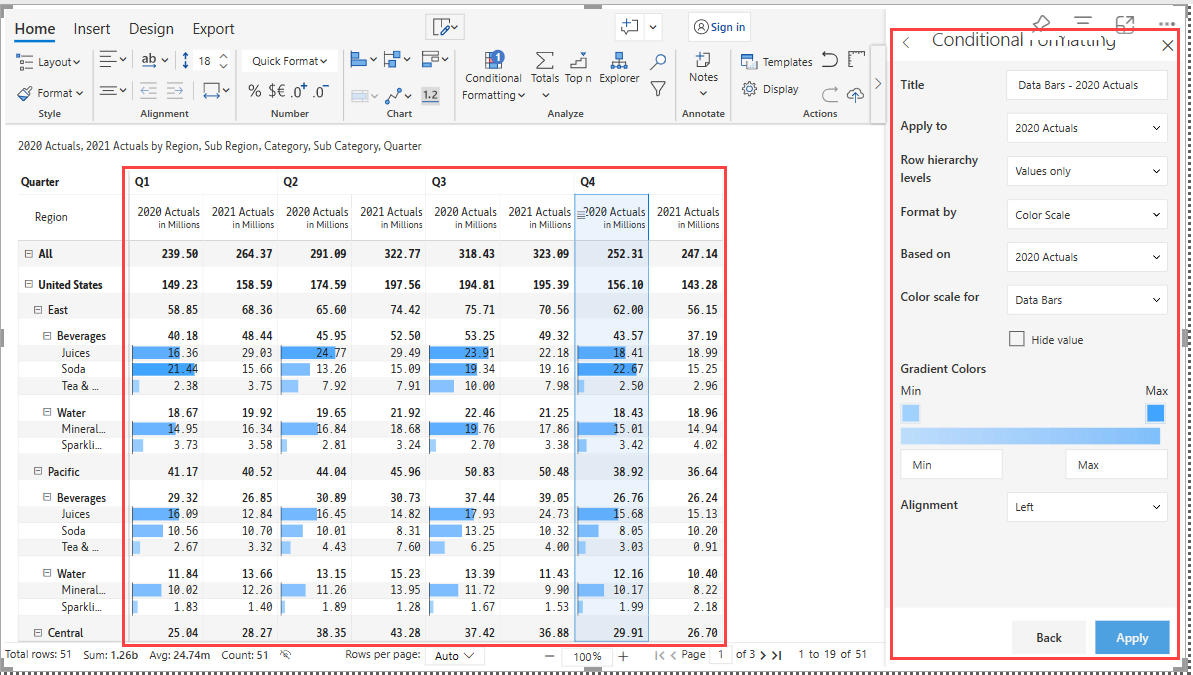 Home Insert Design Export Sign in
Layout ab 18 Quick Format Conditional Formatting 1 Totals Top n Explorer Notes Templates
Format % $€ .0+ .0- 1.2 Display
Style Alignment Number Chart Analyze Annotate Actions
2020 Actuals, 2021 Actuals by Region, Sub Region, Category, Sub Category, Quarter
Quarter Q1 Q2 Q3 Q4
Region 2020 Actuals in Millions 2021 Actuals in Millions 2020 Actuals in Millions 2021 Actuals in Millions 2020 Actuals in Millions 2021 Actuals in Millions 2020 Actuals in Millions 2021 Actuals in Millions
All 239.50 264.37 291.09 322.77 318.43 323.09 252.31 247.14
United States 149.23 158.59 174.59 197.56 194.81 195.39 156.10 143.28
East 58.85 68.36 65.60 74.42 75.71 70.56 62.00 56.15
Beverages 40.18 48.44 45.95 52.50 53.25 49.32 43.57 37.19
Juices 16.36 29.03 24.77 29.49 23.91 22.18 18.41 18.99
Soda 21.44 15.66 13.26 15.09 19.34 19.16 22.67 15.25
Tea & ... 2.38 3.75 7.92 7.91 10.00 7.98 2.50 2.96
Water 18.67 19.92 19.65 21.92 22.46 21.25 18.43 18.96
Mineral... 14.95 16.34 16.84 18.68 19.76 17.86 15.01 14.94
Sparkli... 3.73 3.58 2.81 3.24 2.70 3.38 3.42 4.02
Pacific 41.17 40.52 44.04 45.96 50.83 50.48 38.92 36.64
Beverages 29.32 26.85 30.89 30.73 37.44 39.05 26.76 26.24
Juices 16.09 12.84 16.45 14.82 17.93 24.73 15.68 15.13
Soda 10.56 10.70 10.01 8.31 13.25 10.32 8.05 10.20
Tea & ... 2.67 3.32 4.43 7.60 6.25 4.00 3.03 0.91
Water 11.84 13.66 13.15 15.23 13.39 11.43 12.16 10.40
Mineral... 10.02 12.26 11.26 13.95 11.72 9.90 10.17 8.22
Sparkli... 1.83 1.40 1.89 1.28 1.67 1.53 1.99 2.18
Central 25.04 28.27 38.35 43.28 37.42 36.88 29.91 26.70
Total rows: 51 Sum: 1.26b Avg: 24.74m Count: 51 Rows per page: Auto 100% Page 1 of 3 1 to 19 of 51
Conditional Formatting
Title Data Bars - 2020 Actuals
Apply to 2020 Actuals
Row hierarchy levels Values only
Format by Color Scale
Based on 2020 Actuals
Color scale for Data Bars
Hide value
Gradient Colors
Min Max
Min Max
Alignment Left
Back Apply